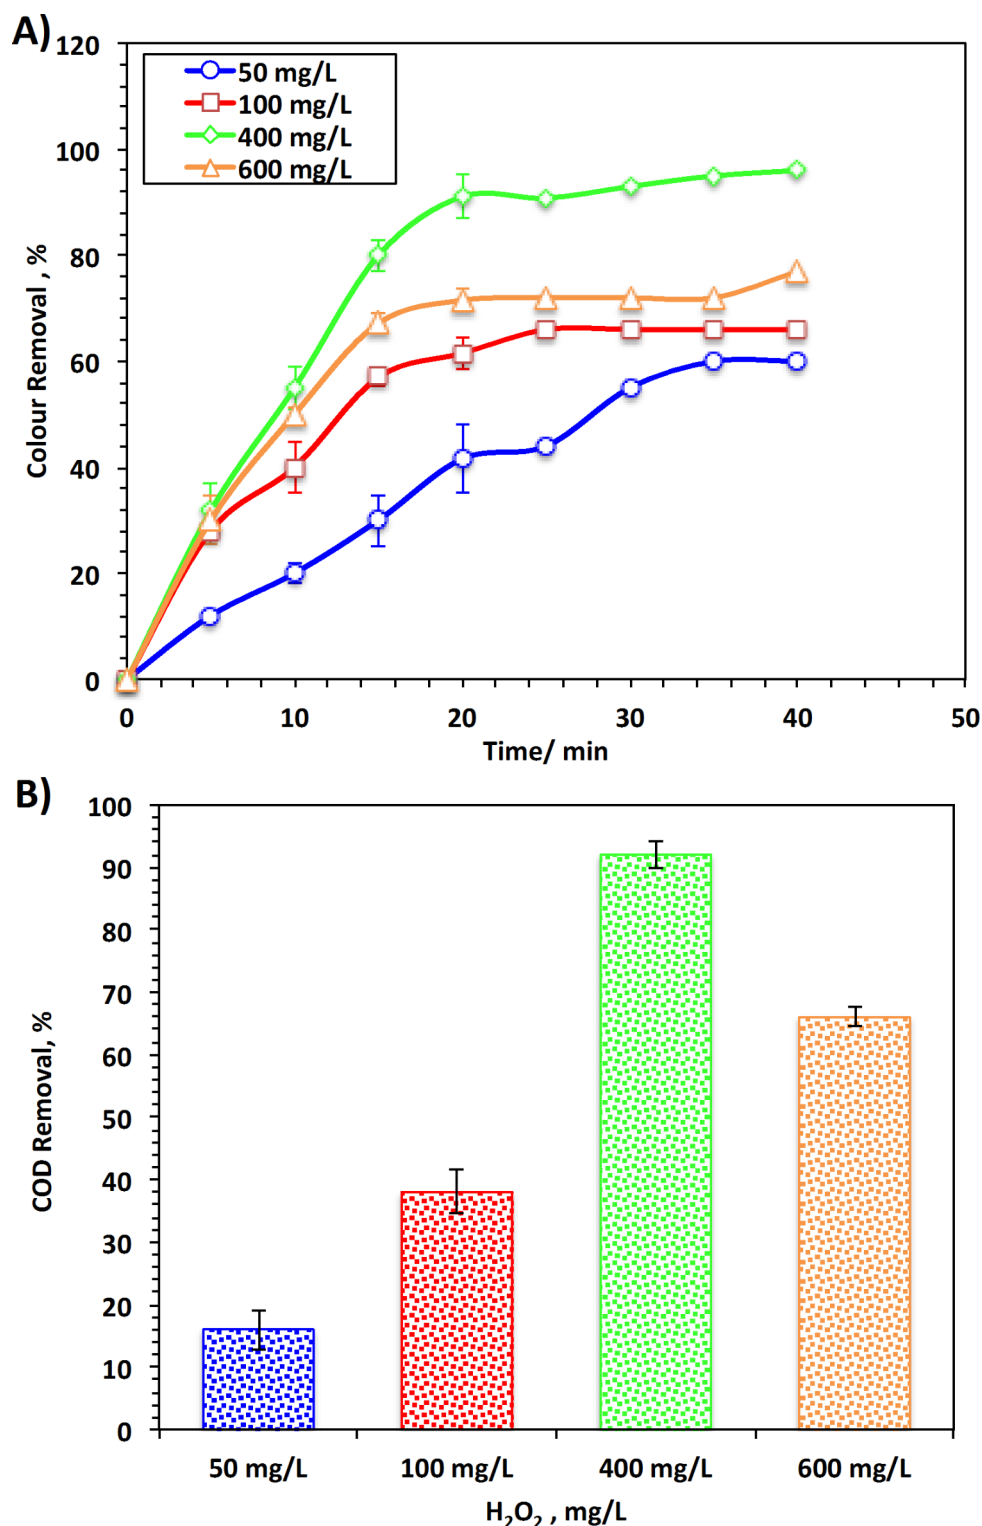 A)
120
100
80
60
40
20
0
Colour Removal , %
50 mg/L
100 mg/L
400 mg/L
600 mg/L
0 10 20 30 40 50
Time/ min
B)
100
90
80
70
60
50
40
30
20
10
0
COD Removal, %
50 mg/L 100 mg/L 400 mg/L 600 mg/L
H₂O₂ , mg/L